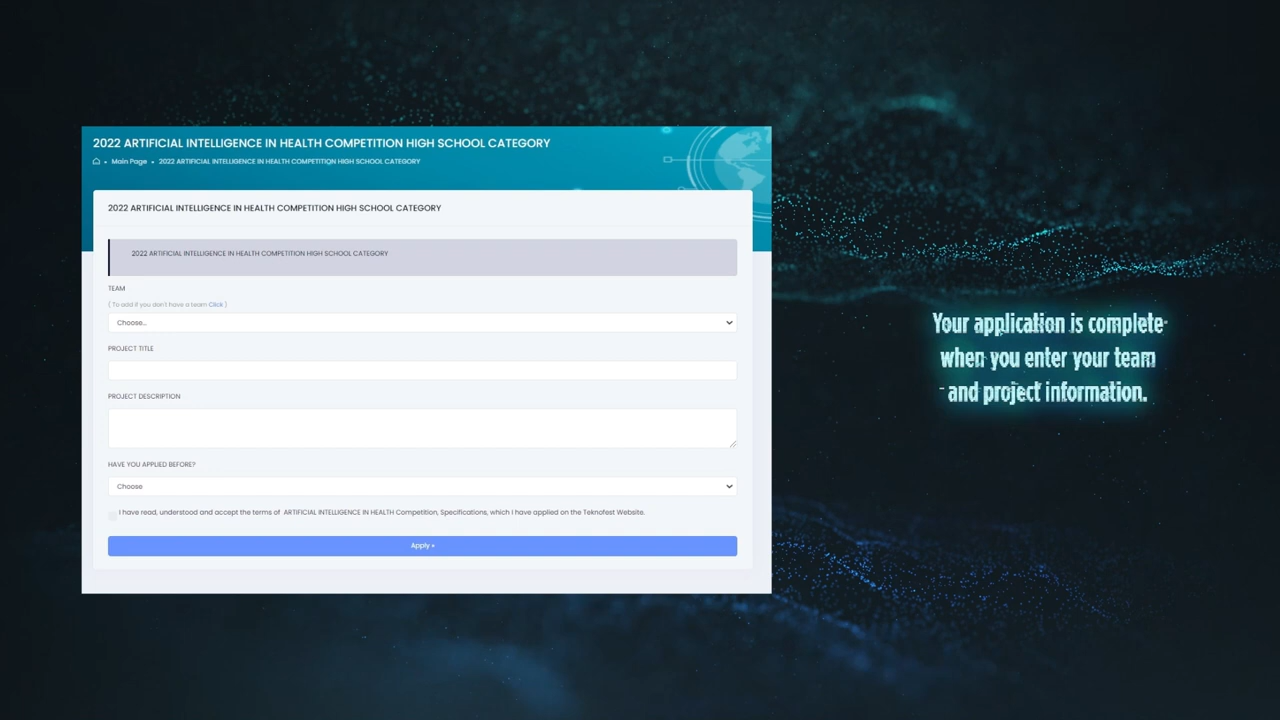 2022 ARTIFICIAL INTELLIGENCE IN HEALTH COMPETITION HIGH SCHOOL CATEGORY
Main Page • 2022 ARTIFICIAL INTELLIGENCE IN HEALTH COMPETITION HIGH SCHOOL CATEGORY
2022 ARTIFICIAL INTELLIGENCE IN HEALTH COMPETITION HIGH SCHOOL CATEGORY
2022 ARTIFICIAL INTELLIGENCE IN HEALTH COMPETITION HIGH SCHOOL CATEGORY
TEAM
( To add if you don't have a team Click )
Choose...
PROJECT TITLE
PROJECT DESCRIPTION
HAVE YOU APPLIED BEFORE?
Choose
I have read, understood and accept the terms of ARTIFICIAL INTELLIGENCE IN HEALTH Competition, Specifications, which I have applied on the Teknofest Website.
Apply »
Your application is complete
when you enter your team
and project information.